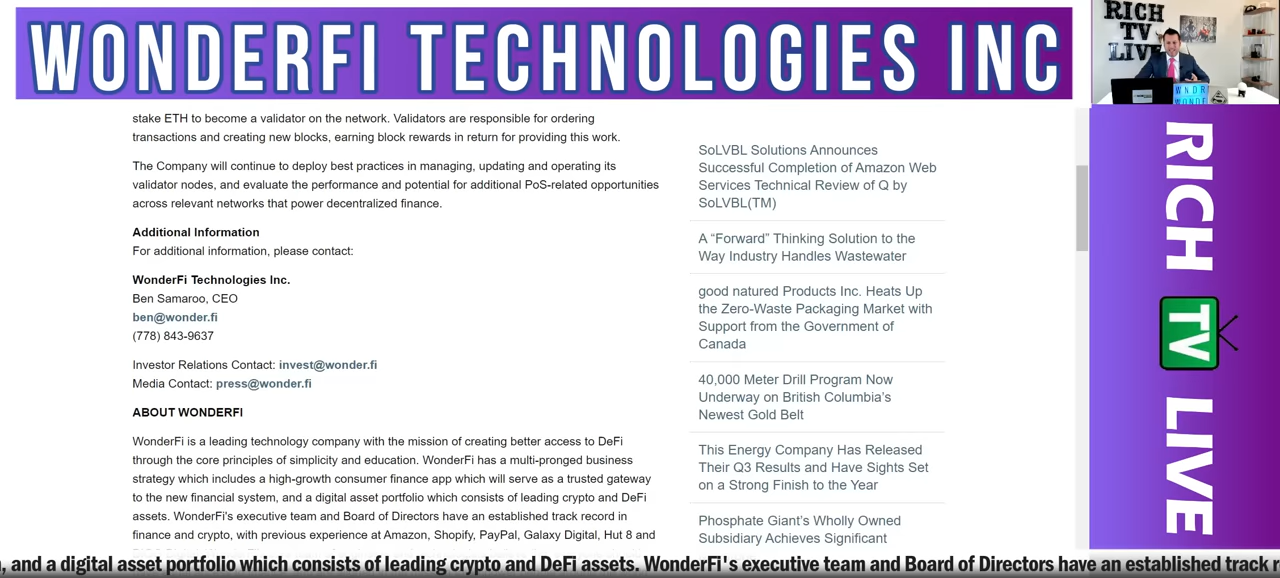 WONDERFI TECHNOLOGIES INC
RICH
TV
LIVE
WNDR
stake ETH to become a validator on the network. Validators are responsible for ordering
transactions and creating new blocks, earning block rewards in return for providing this work.
The Company will continue to deploy best practices in managing, updating and operating its
validator nodes, and evaluate the performance and potential for additional PoS-related opportunities
across relevant networks that power decentralized finance.
Additional Information
For additional information, please contact:
WonderFi Technologies Inc.
Ben Samaroo, CEO
ben@wonder.fi
(778) 843-9637
Investor Relations Contact: invest@wonder.fi
Media Contact: press@wonder.fi
ABOUT WONDERFI
WonderFi is a leading technology company with the mission of creating better access to DeFi
through the core principles of simplicity and education. WonderFi has a multi-pronged business
strategy which includes a high-growth consumer finance app which will serve as a trusted gateway
to the new financial system, and a digital asset portfolio which consists of leading crypto and DeFi
assets. WonderFi's executive team and Board of Directors have an established track record in
finance and crypto, with previous experience at Amazon, Shopify, PayPal, Galaxy Digital, Hut 8 and
SoLVBL Solutions Announces
Successful Completion of Amazon Web
Services Technical Review of Q by
SoLVBL(TM)
A “Forward” Thinking Solution to the
Way Industry Handles Wastewater
good natured Products Inc. Heats Up
the Zero-Waste Packaging Market with
Support from the Government of
Canada
40,000 Meter Drill Program Now
Underway on British Columbia’s
Newest Gold Belt
This Energy Company Has Released
Their Q3 Results and Have Sights Set
on a Strong Finish to the Year
Phosphate Giant’s Wholly Owned
Subsidiary Achieves Significant
RICH TV LIVE
, and a digital asset portfolio which consists of leading crypto and DeFi assets. WonderFi's executive team and Board of Directors have an established track r